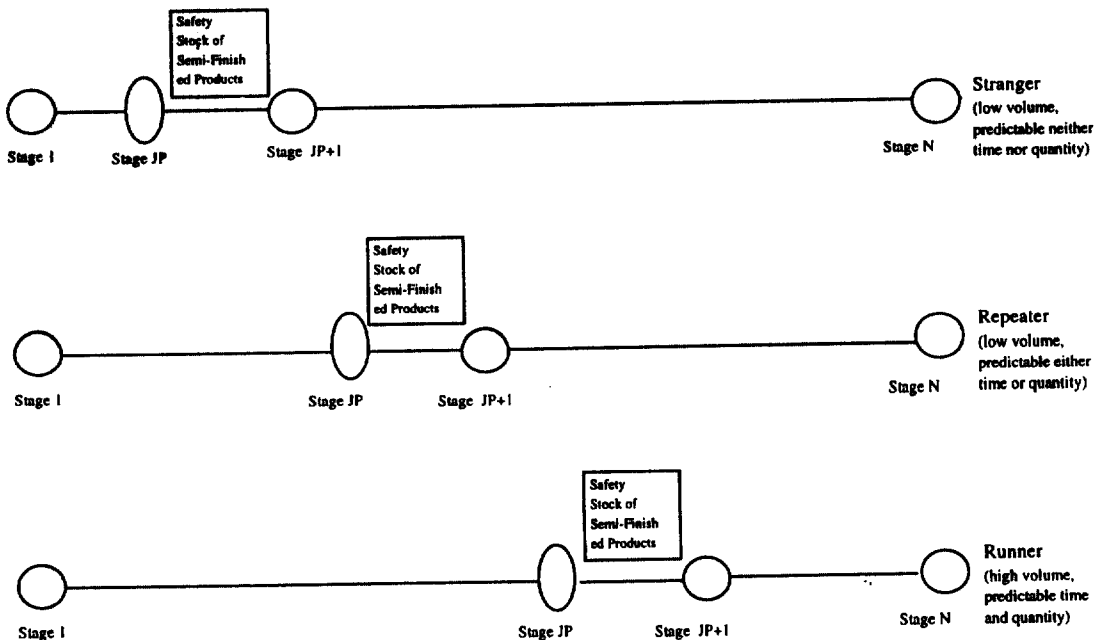 Safety
Stock of
Semi-Finish
ed Products
Stranger
(low volume,
predictable neither
time nor quantity)
Stage 1
Stage JP
Stage JP+1
Stage N
Safety
Stock of
Semi-Finish
ed Products
Repeater
(low volume,
predictable either
time or quantity)
Stage 1
Stage JP
Stage JP+1
Stage N
Safety
Stock of
Semi-Finish
ed Products
Runner
(high volume,
predictable time
and quantity)
Stage 1
Stage JP
Stage JP+1
Stage N